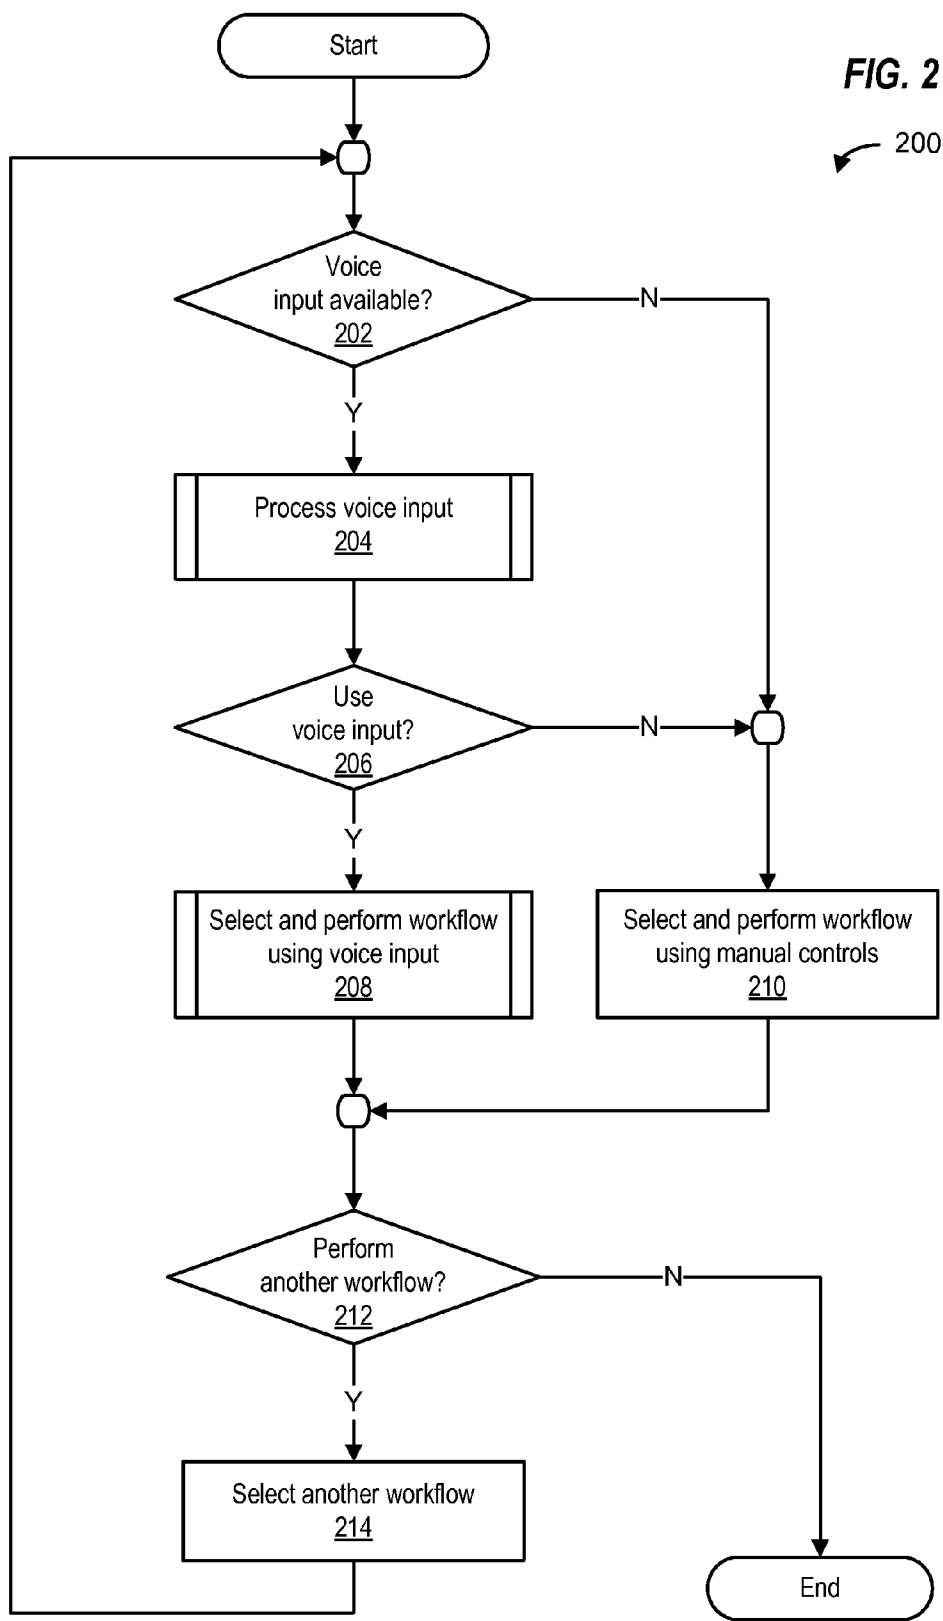 Start
FIG. 2
200
Voice
input available?
202
N
Y
Process voice input
204
Use
voice input?
206
N
Y
Select and perform workflow
using voice input
208
Select and perform workflow
using manual controls
210
Perform
another workflow?
212
N
Y
Select another workflow
214
End